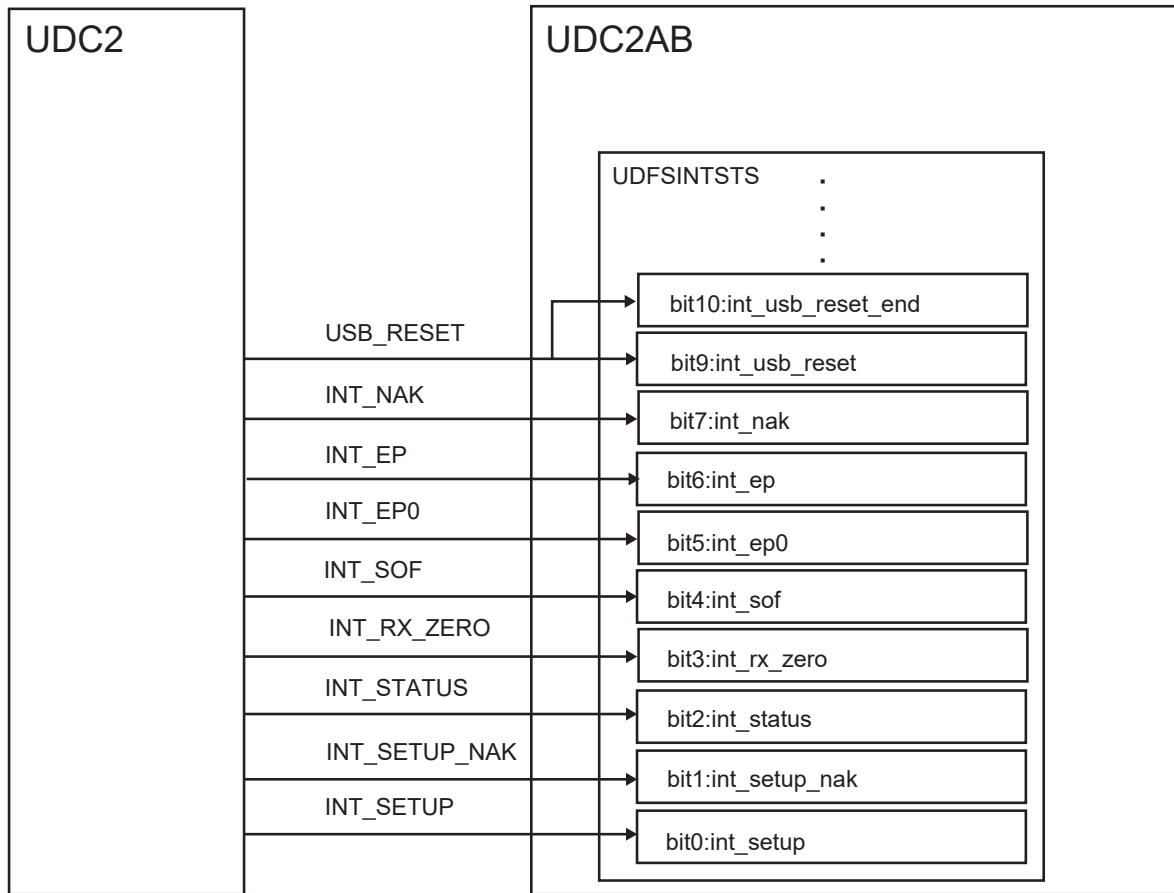 UDC2
UDC2AB
UDFSINTSTS
bit10:int_usb_reset_end
USB_RESET
bit9:int_usb_reset
INT_NAK
bit7:int_nak
INT_EP
bit6:int_ep
INT_EP0
bit5:int_ep0
INT_SOF
bit4:int_sof
INT_RX_ZERO
bit3:int_rx_zero
INT_STATUS
bit2:int_status
INT_SETUP_NAK
bit1:int_setup_nak
INT_SETUP
bit0:int_setup